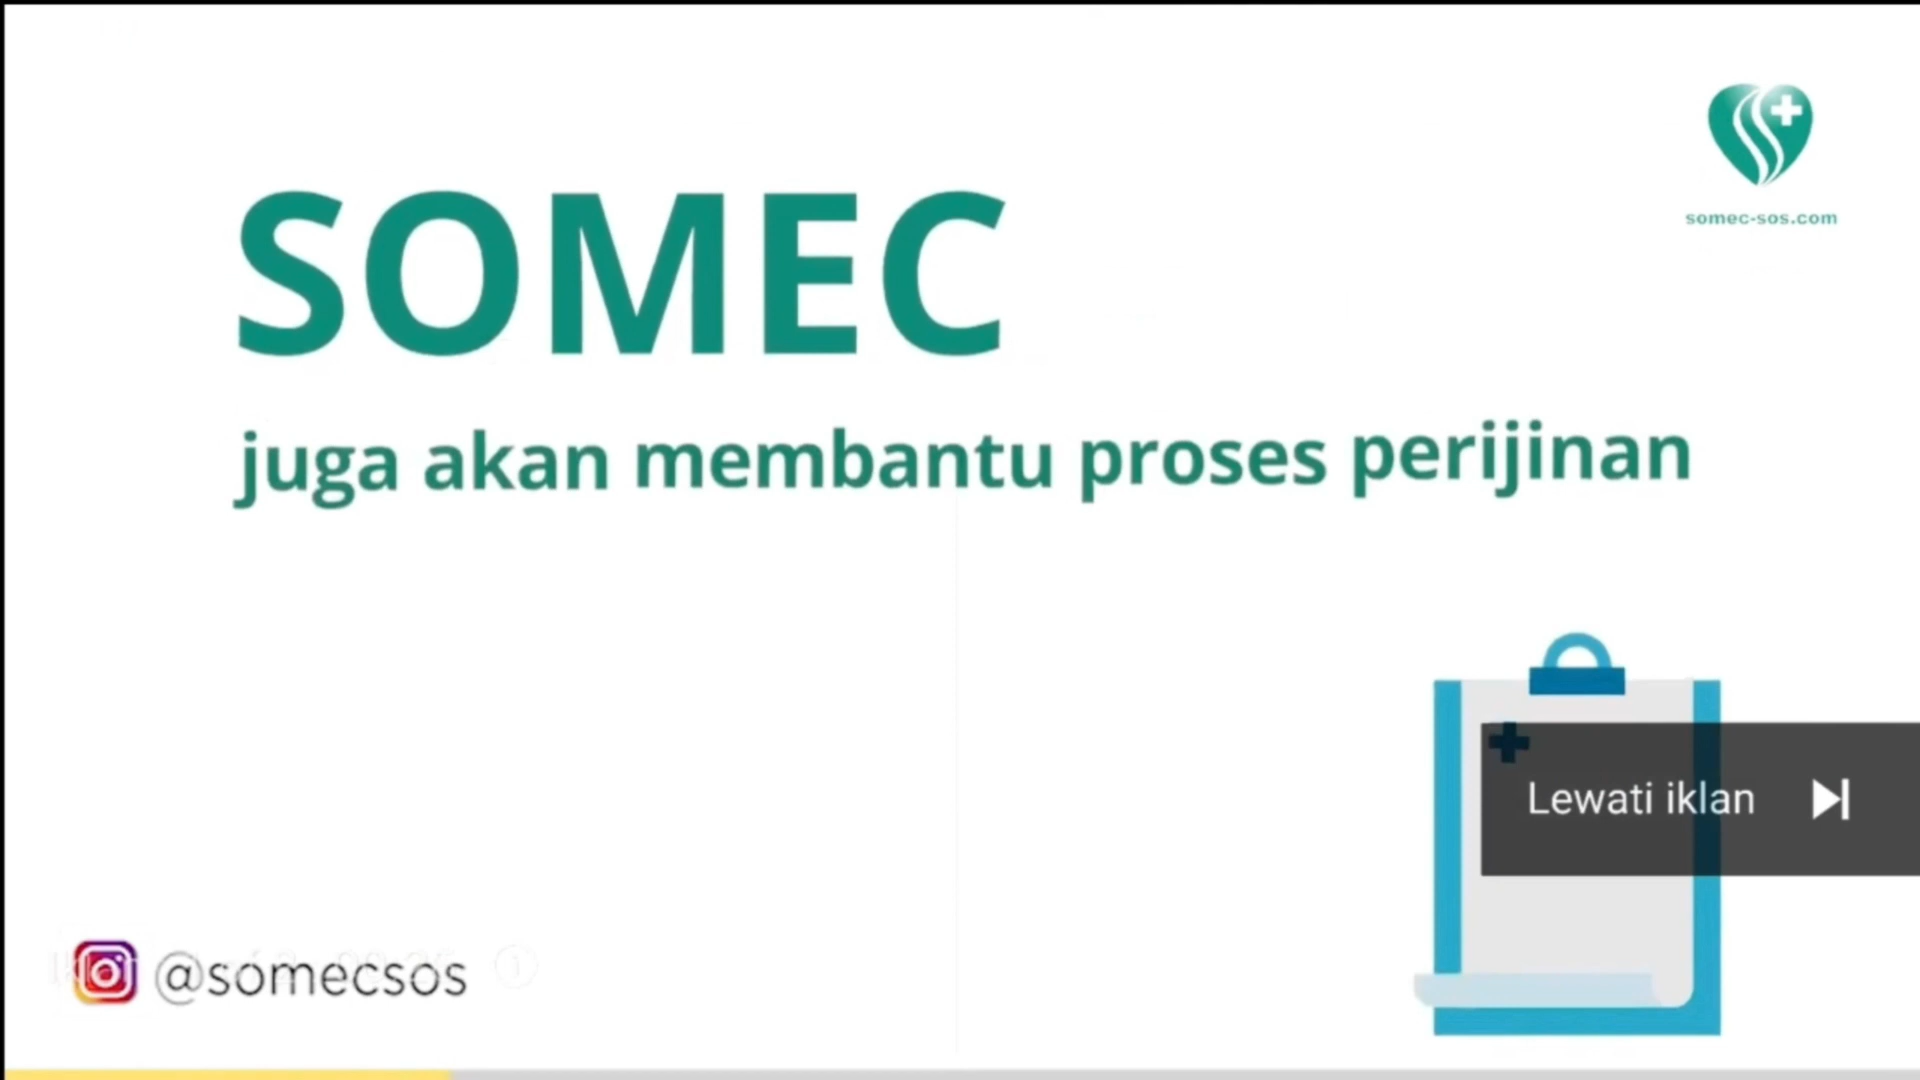 somec-sos.com
SOMEC
juga akan membantu proses perijinan
Lewati iklan
@somecsos